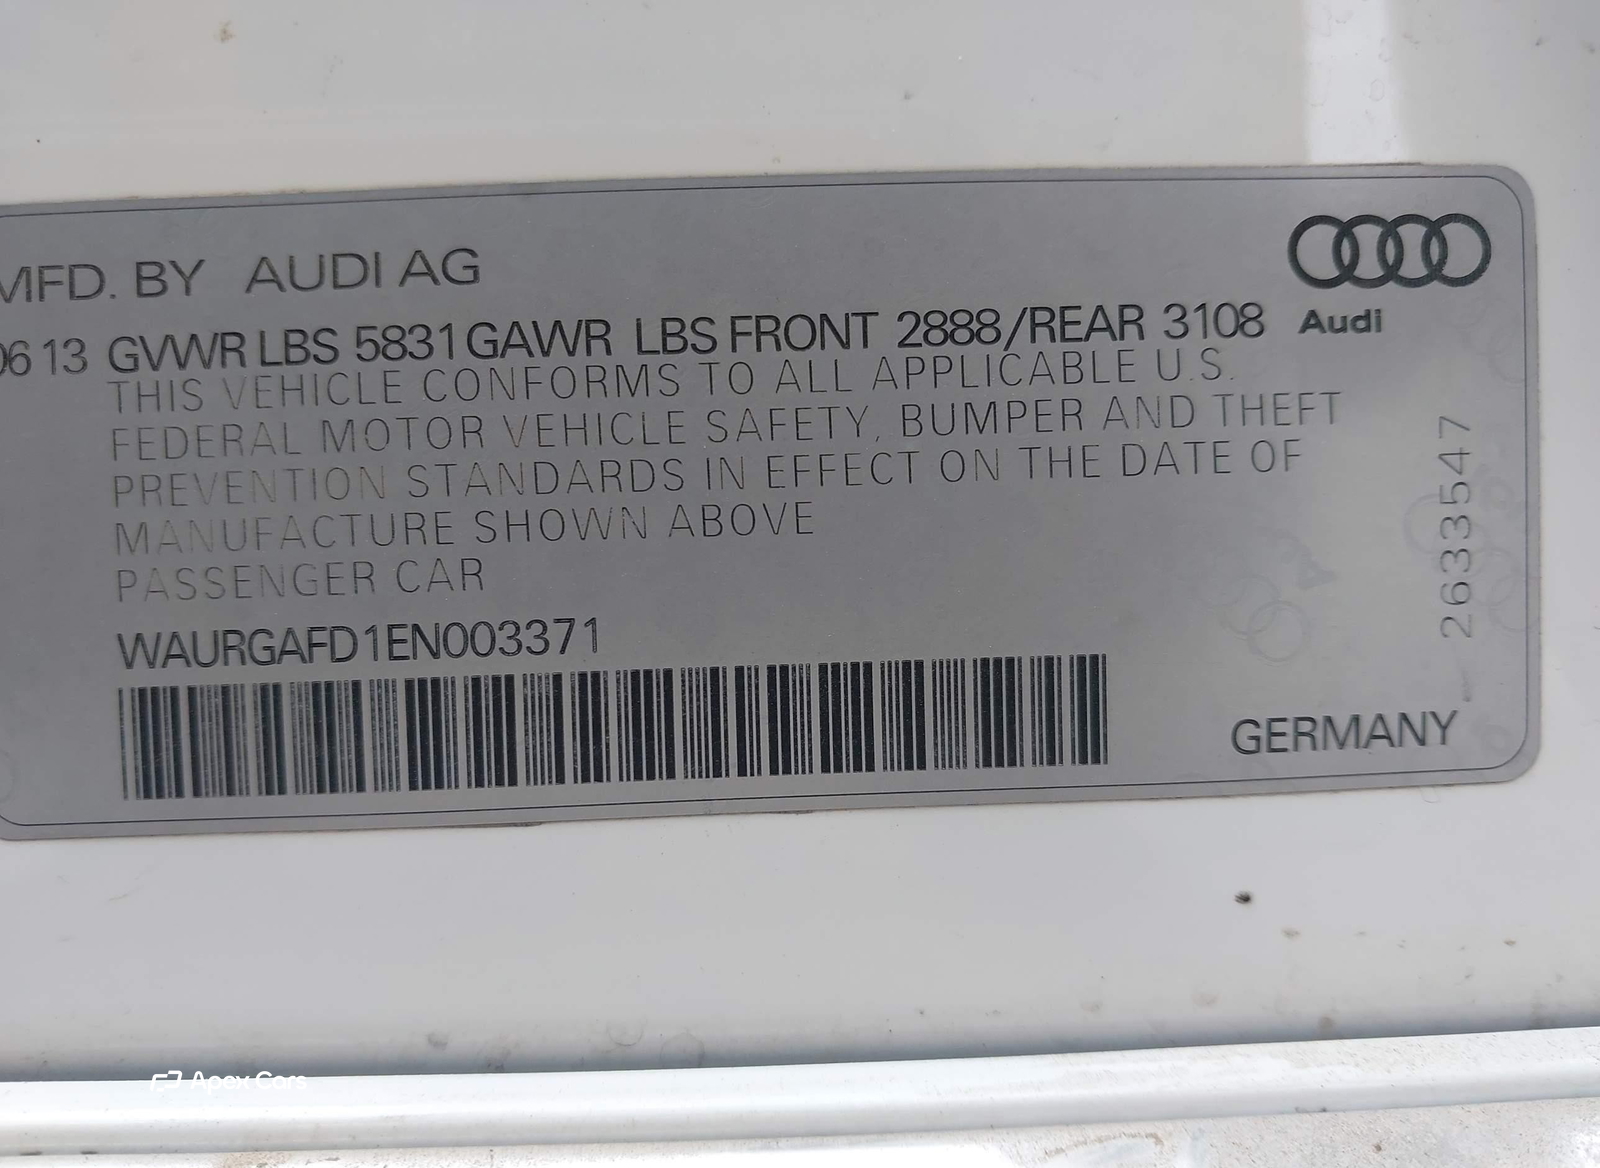 MFD. BY AUDI AG
0613 GVWR LBS 5831 GAWR LBS FRONT 2888/REAR 3108
Audi
THIS VEHICLE CONFORMS TO ALL APPLICABLE U.S.
FEDERAL MOTOR VEHICLE SAFETY, BUMPER AND THEFT
PREVENTION STANDARDS IN EFFECT ON THE DATE OF
MANUFACTURE SHOWN ABOVE
PASSENGER CAR
WAURGAFD1EN003371
2633547
GERMANY
Apex Cars